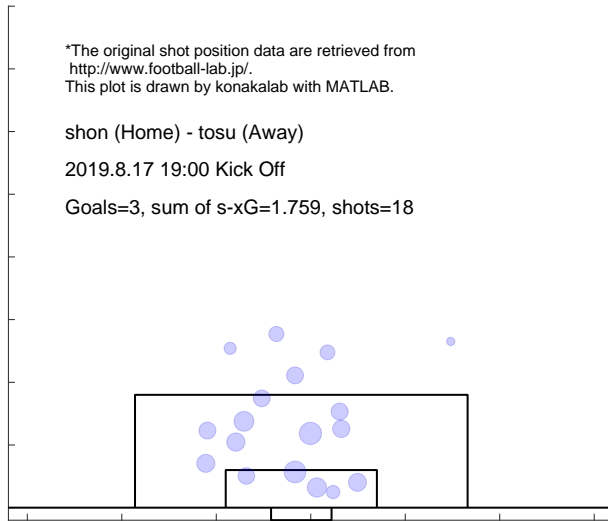 *The original shot position data are retrieved from
http://www.football-lab.jp/.
This plot is drawn by konakalab with MATLAB.
shon (Home) - tosu (Away)
2019.8.17 19:00 Kick Off
Goals=3, sum of s-xG=1.759, shots=18